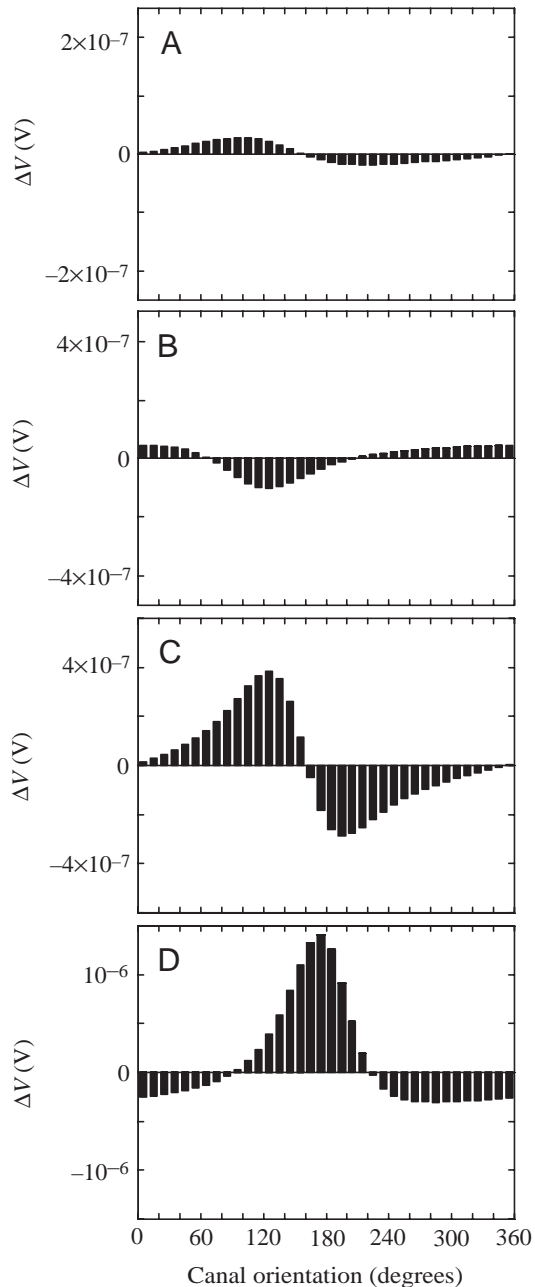 A
2×10–7
0
–2×10–7
ΔV (V)
B
4×10–7
0
–4×10–7
ΔV (V)
C
4×10–7
0
–4×10–7
ΔV (V)
D
10–6
0
–10–6
ΔV (V)
0 60 120 180 240 300 360
Canal orientation (degrees)